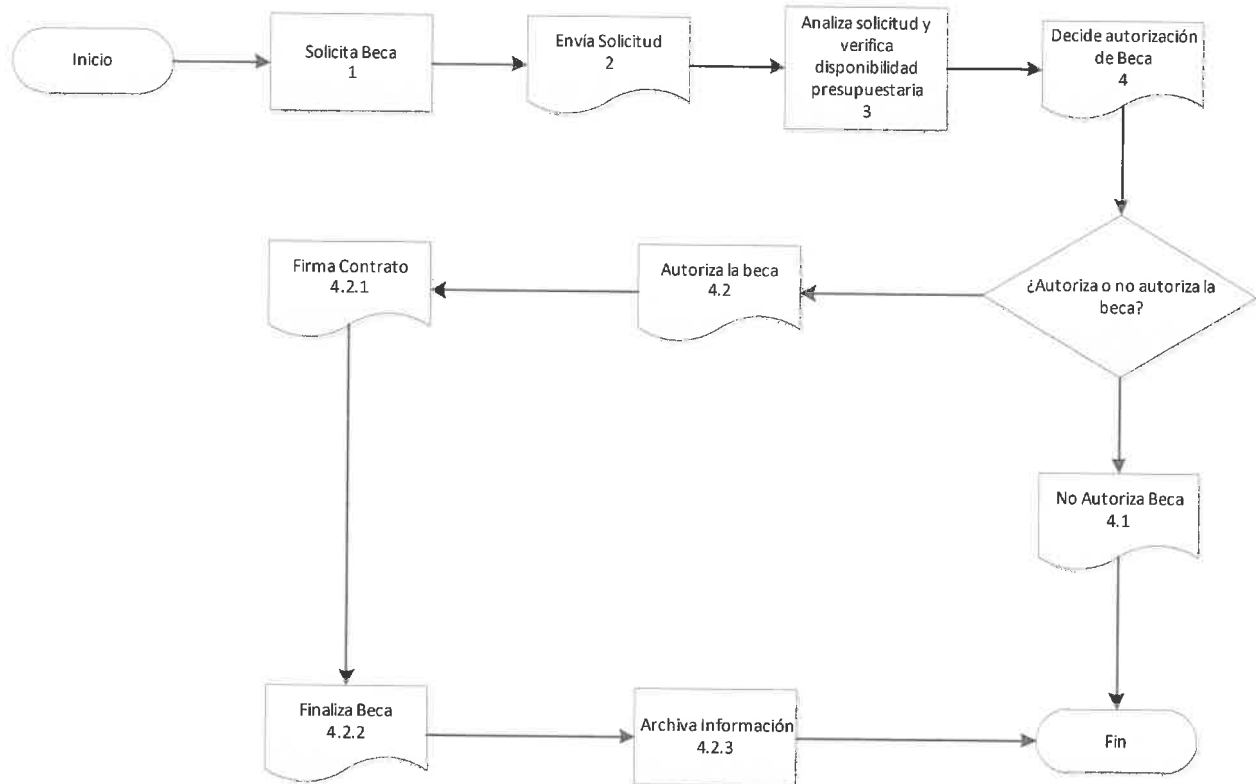 Inicio
Solicita Beca
1
Envía Solicitud
2
Analiza solicitud y
verifica
disponibilidad
presupuestaria
3
Decide autorización
de Beca
4
¿Autoriza o no autoriza la
beca?
Autoriza la beca
4.2
Firma Contrato
4.2.1
No Autoriza Beca
4.1
Finaliza Beca
4.2.2
Archiva Información
4.2.3
Fin